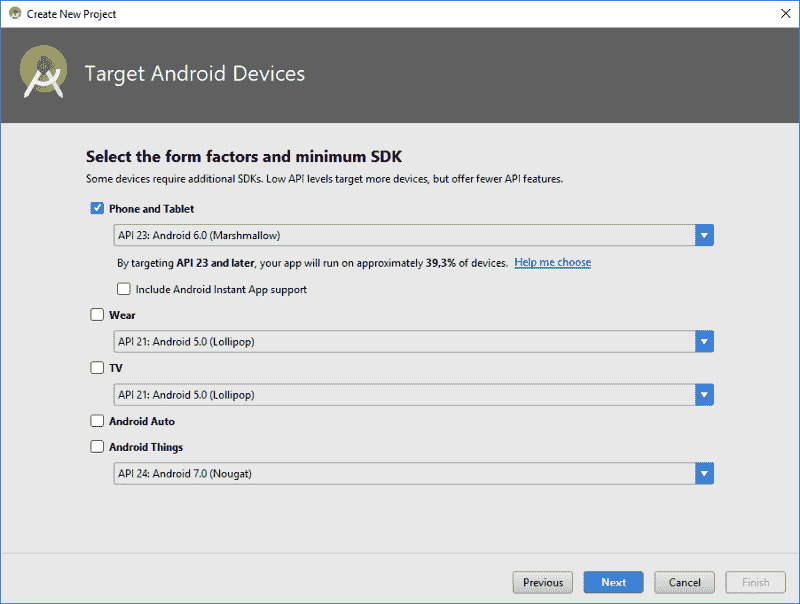 Create New Project
Target Android Devices
Select the form factors and minimum SDK
Some devices require additional SDKs. Low API levels target more devices, but offer fewer API features.
Phone and Tablet
API 23: Android 6.0 (Marshmallow)
By targeting API 23 and later, your app will run on approximately 39,3% of devices. Help me choose
Include Android Instant App support
Wear
API 21: Android 5.0 (Lollipop)
TV
API 21: Android 5.0 (Lollipop)
Android Auto
Android Things
API 24: Android 7.0 (Nougat)
Previous Next Cancel Finish